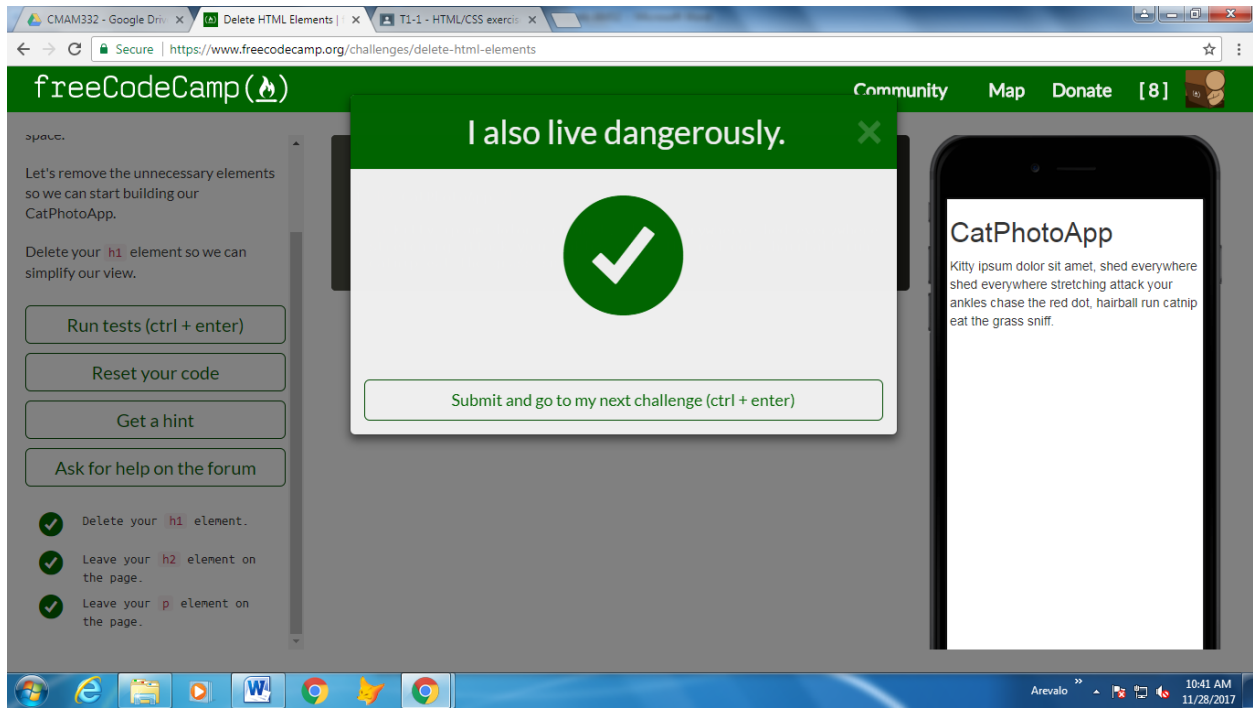 CMAM332 - Google Driv
Delete HTML Elements |
T1-1 - HTML/CSS exercis
Secure | https://www.freecodecamp.org/challenges/delete-html-elements
freeCodeCamp( )
Community Map Donate [ 8 ]
I also live dangerously.
space.
Let's remove the unnecessary elements
so we can start building our
CatPhotoApp.
Delete your h1 element so we can
simplify our view.
Run tests (ctrl + enter)
Reset your code
Get a hint
Ask for help on the forum
Delete your h1 element.
Leave your h2 element on
the page.
Leave your p element on
the page.
Submit and go to my next challenge (ctrl + enter)
CatPhotoApp
Kitty ipsum dolor sit amet, shed everywhere
shed everywhere stretching attack your
ankles chase the red dot, hairball run catnip
eat the grass sniff.
Arevalo
10:41 AM
11/28/2017